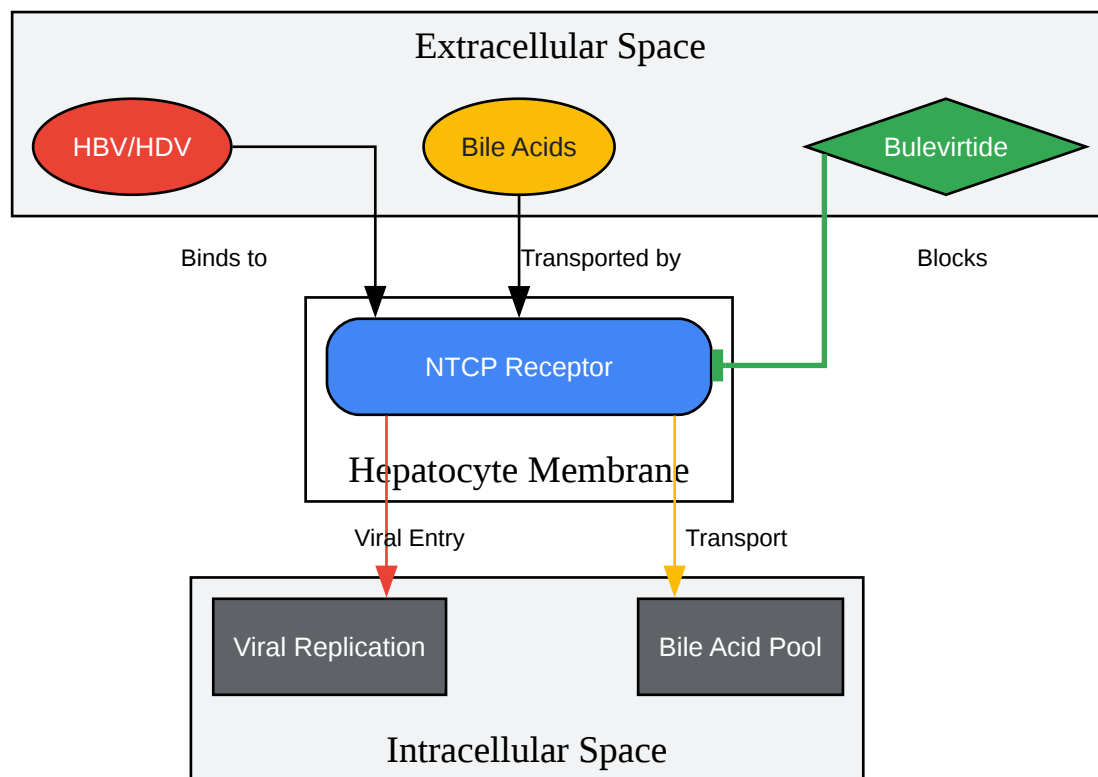 Extracellular Space
HBV/HDV
Bile Acids
Bulevirtide
Binds to
Transported by
Blocks
NTCP Receptor
Hepatocyte Membrane
Viral Entry
Transport
Viral Replication
Bile Acid Pool
Intracellular Space